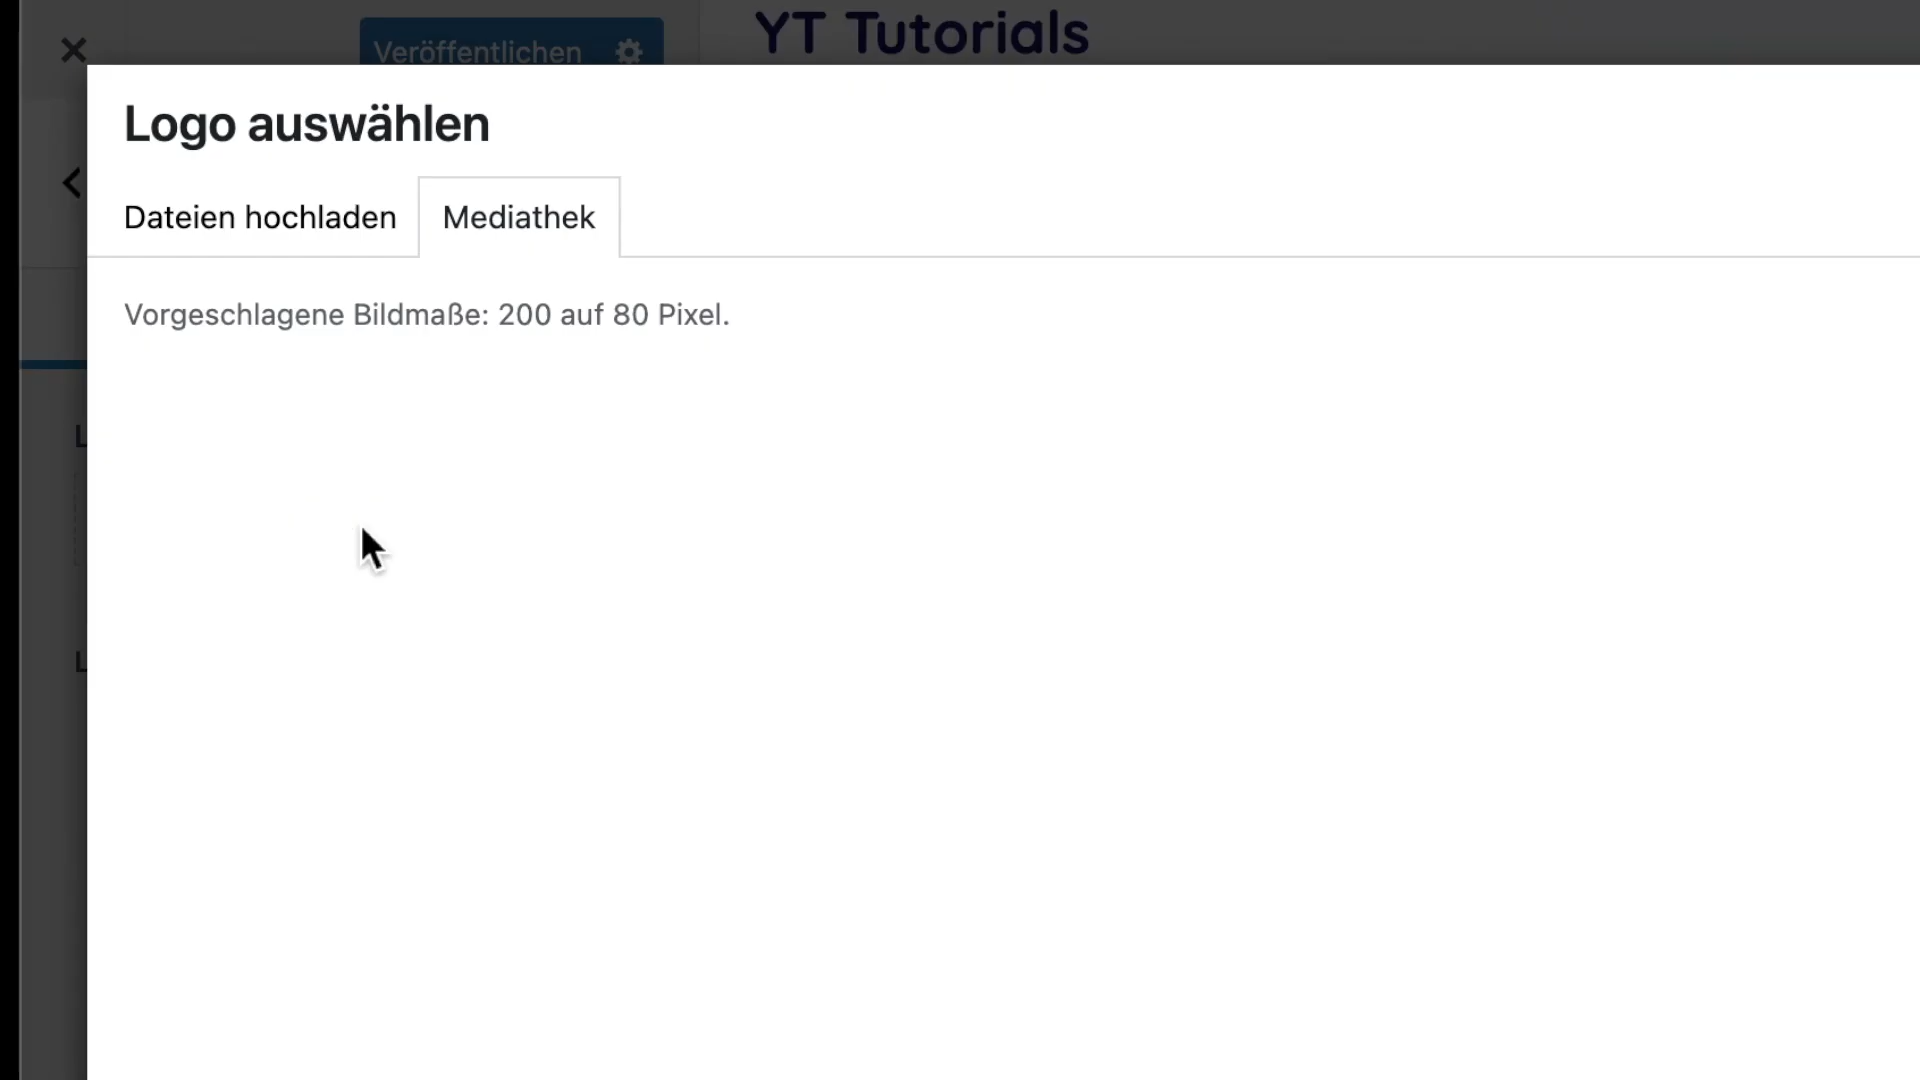 Veröffentlichen
YT Tutorials
Logo auswählen
Dateien hochladen
Mediathek
Vorgeschlagene Bildmaße: 200 auf 80 Pixel.
L
L